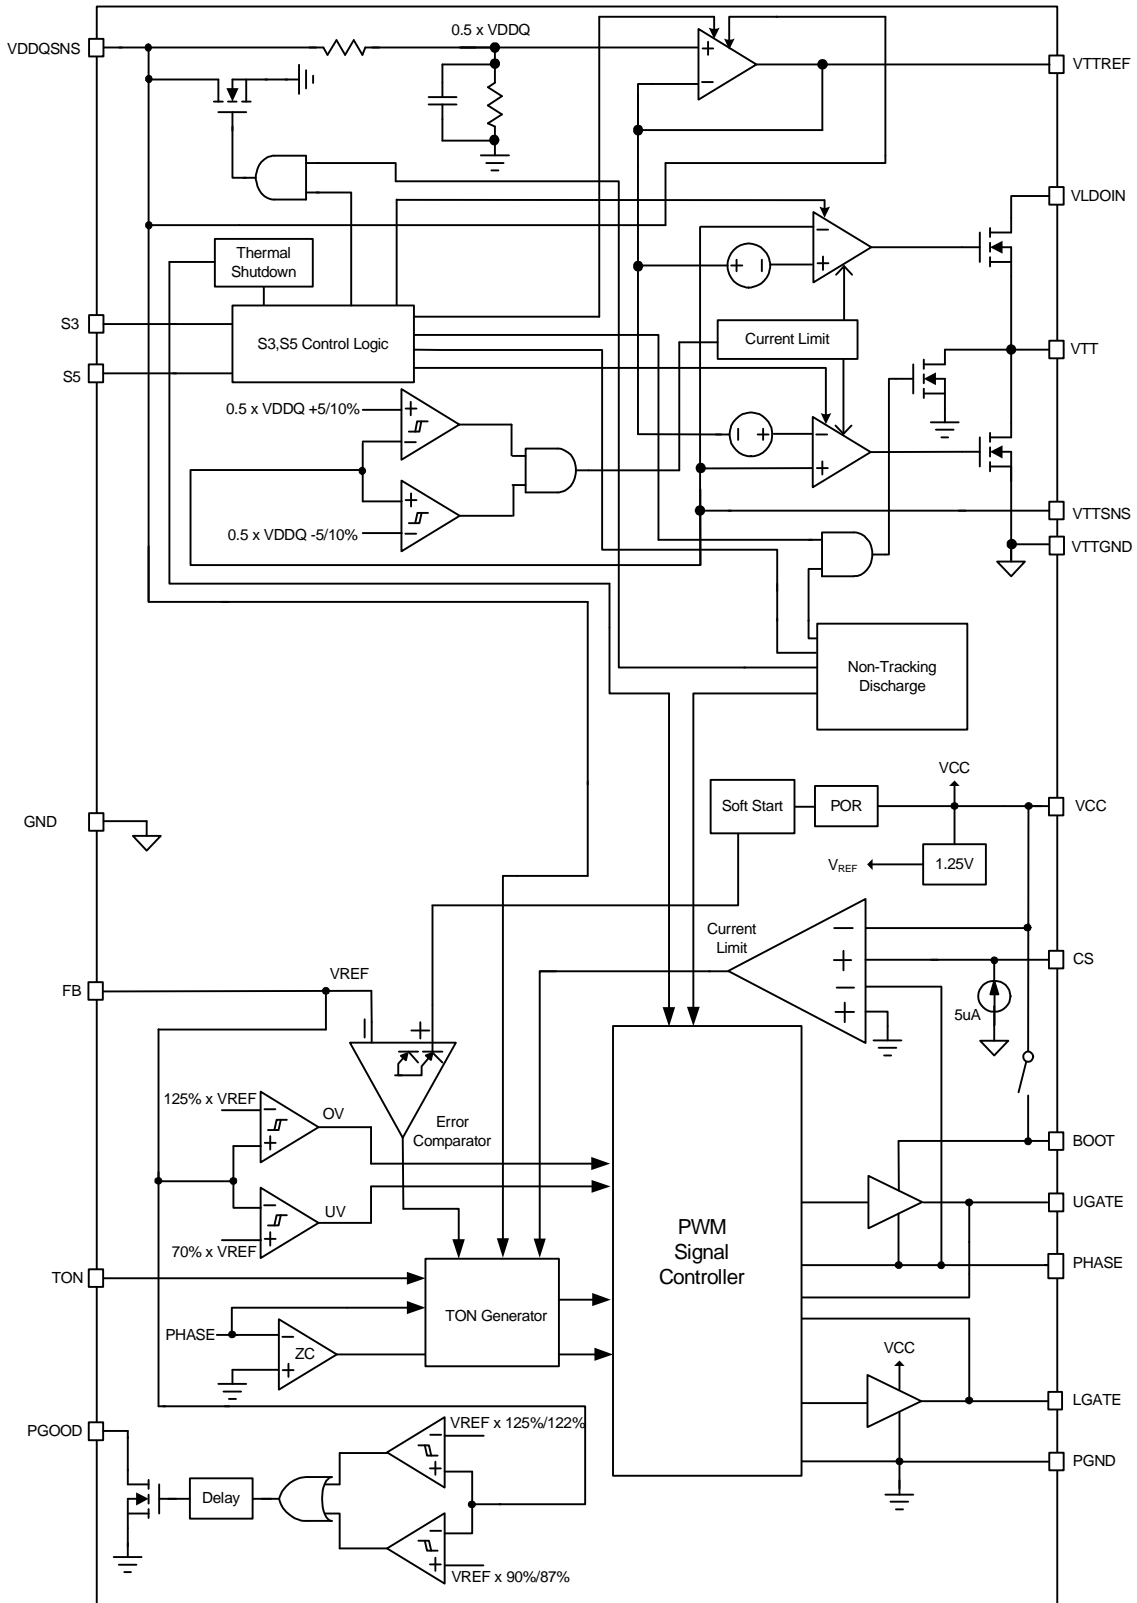 VDDQSNS
0.5 x VDDQ
VTTREF
VLDOIN
Thermal
Shutdown
S3
S3,S5 Control Logic
Current Limit
VTT
S5
0.5 x VDDQ +5/10%
0.5 x VDDQ -5/10%
VTTSNS
VTTGND
Non-Tracking
Discharge
VCC
Soft Start
POR
VCC
GND
VREF
1.25V
Current
Limit
CS
VREF
FB
5uA
125% x VREF
OV
Error
Comparator
BOOT
UV
UGATE
70% x VREF
PWM
Signal
Controller
PHASE
TON
TON Generator
PHASE
ZC
VCC
LGATE
PGOOD
VREF x 125%/122%
PGND
Delay
VREF x 90%/87%